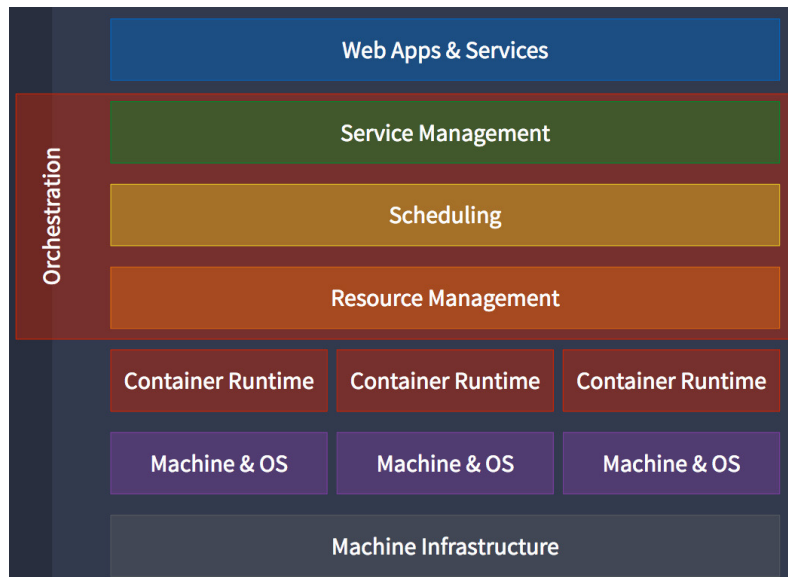 Web Apps & Services
Orchestration
Service Management
Scheduling
Resource Management
Container Runtime
Container Runtime
Container Runtime
Machine & OS
Machine & OS
Machine & OS
Machine Infrastructure